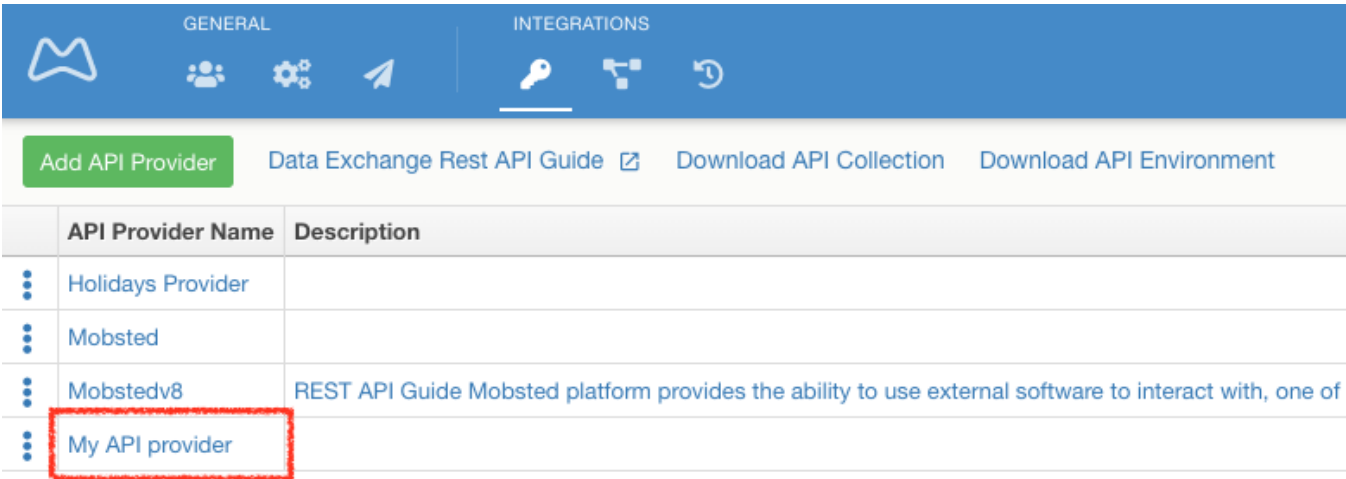 GENERAL INTEGRATIONS
Add API Provider Data Exchange Rest API Guide Download API Collection Download API Environment
API Provider Name Description
Holidays Provider
Mobsted
Mobstedv8 REST API Guide Mobsted platform provides the ability to use external software to interact with, one of
My API provider